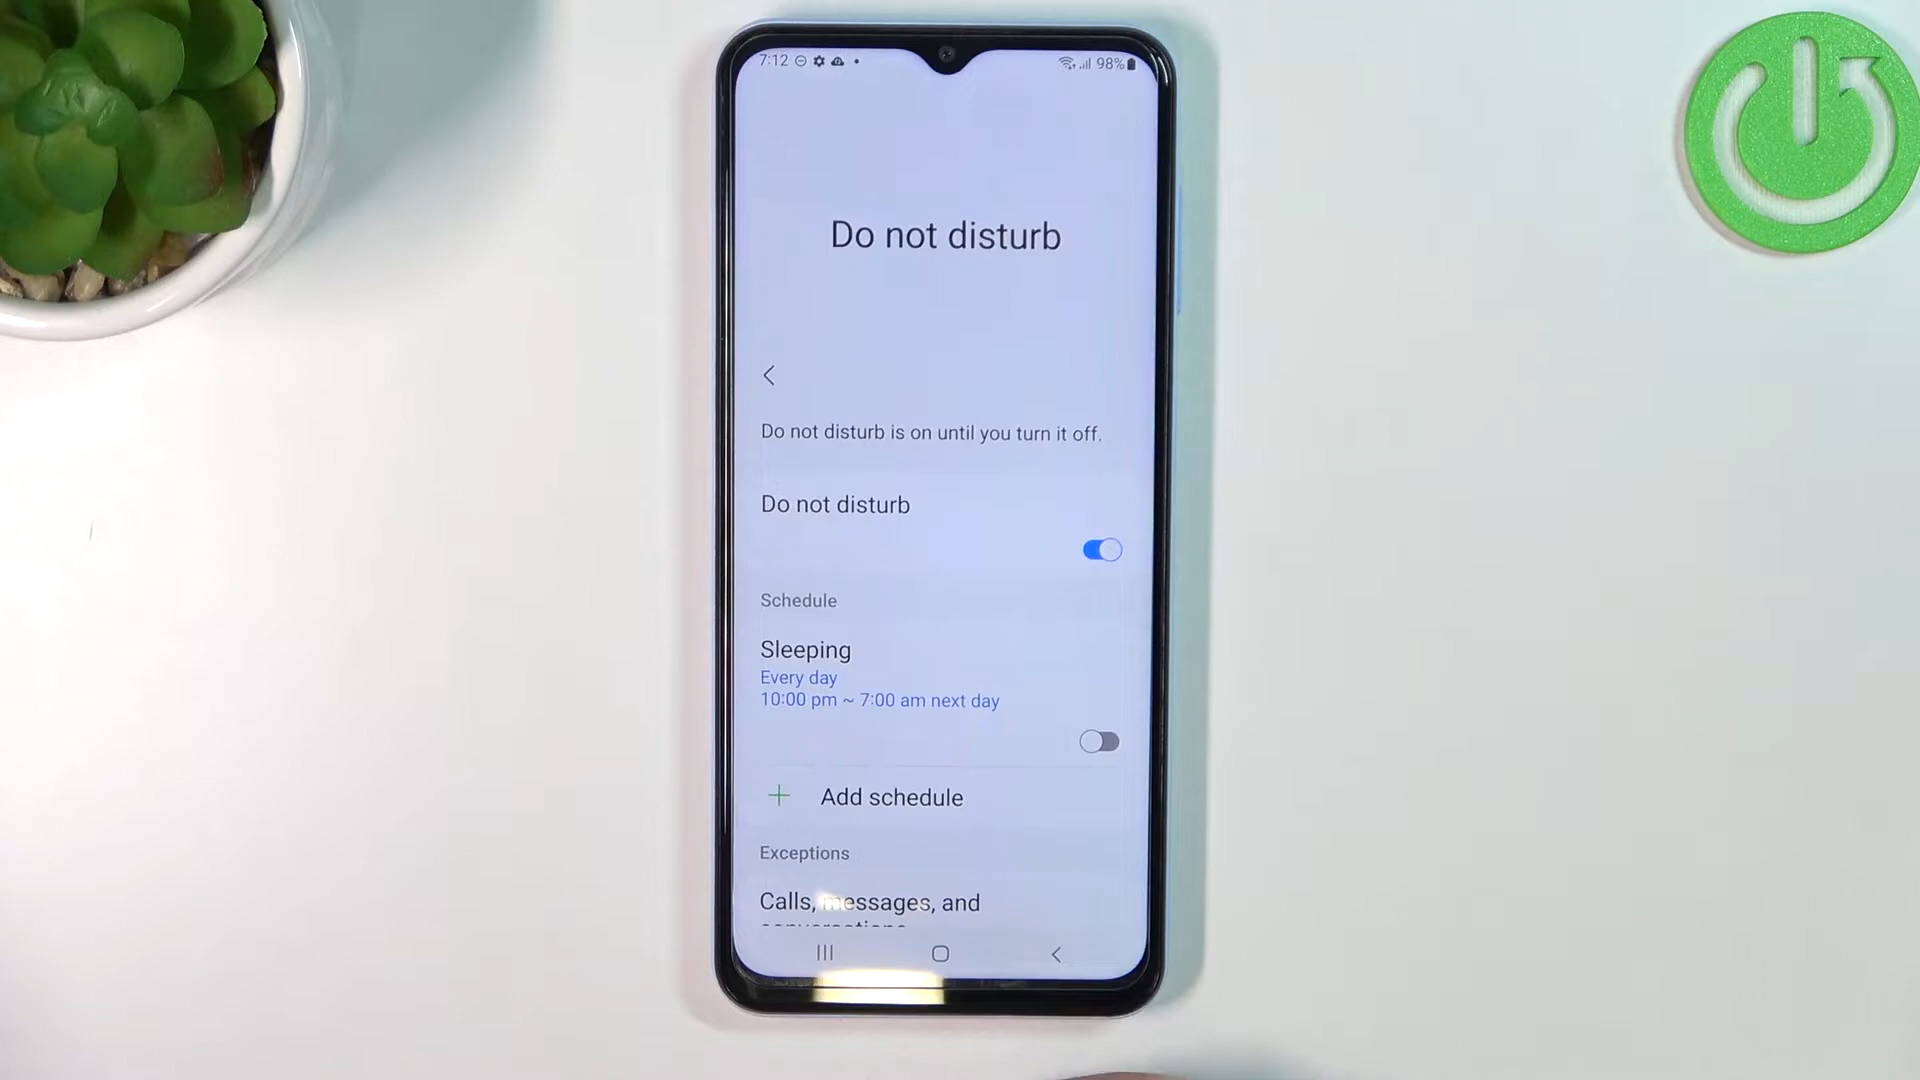 7:12
98%
Do not disturb
Do not disturb is on until you turn it off.
Do not disturb
Schedule
Sleeping
Every day
10:00 pm ~ 7:00 am next day
Add schedule
Exceptions
Calls, messages, and
conversations